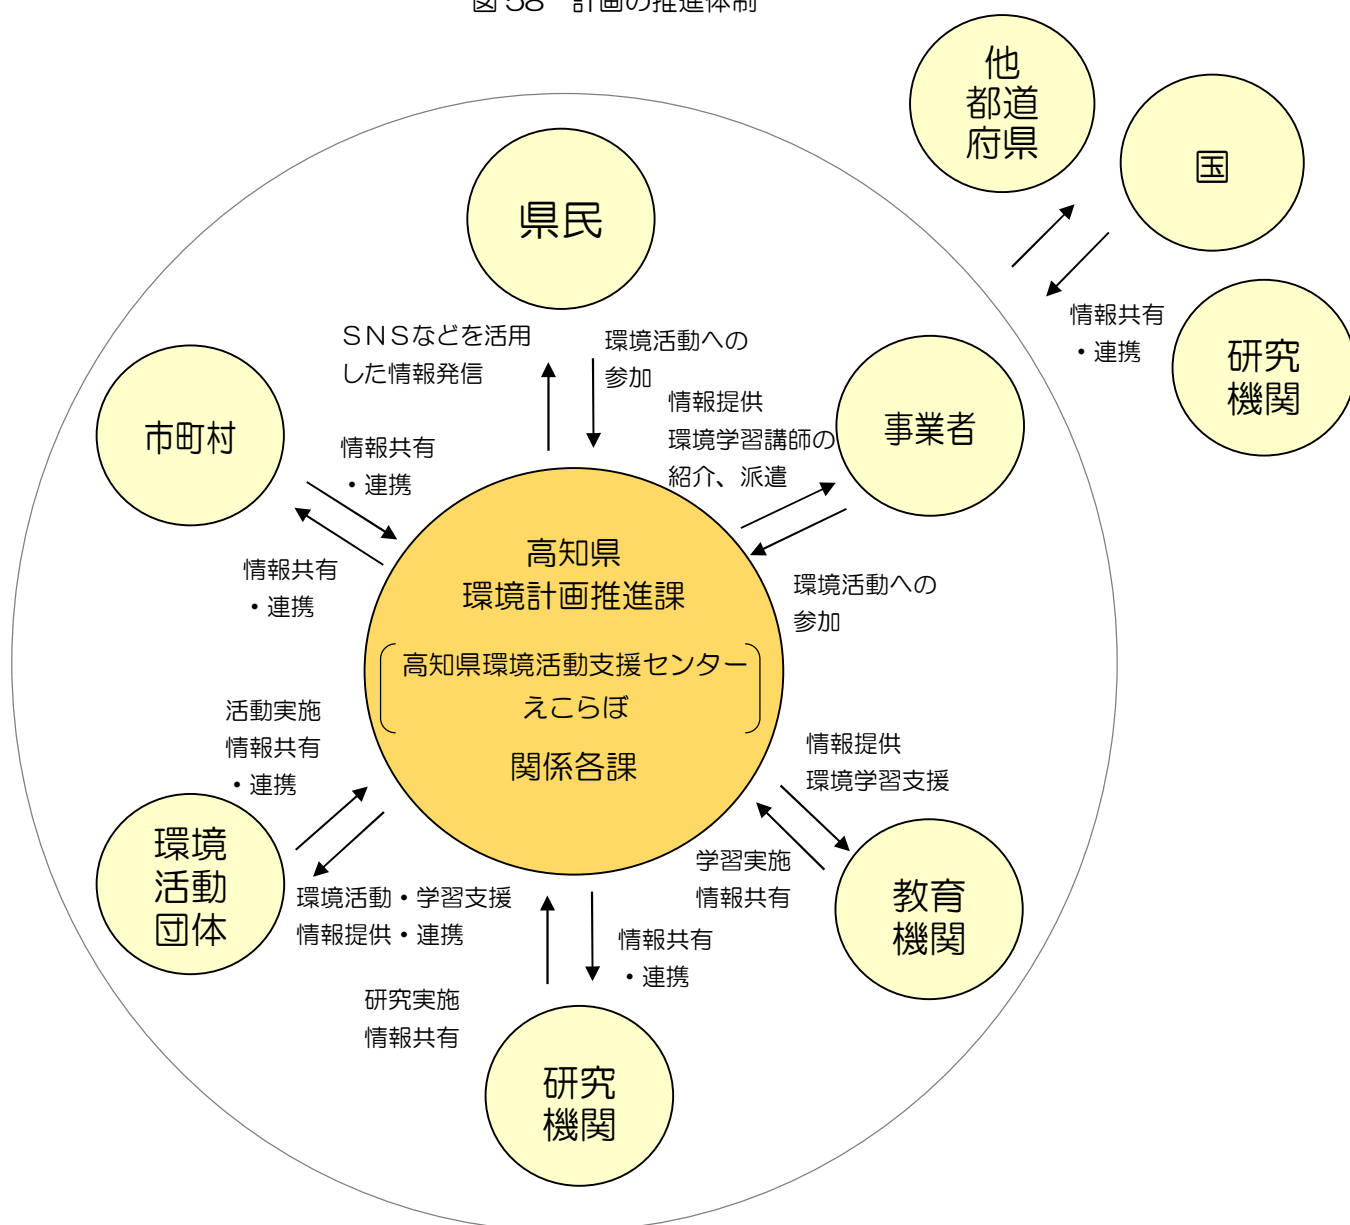 図 58 計画の推進体制
他
都道
府県
国
研究
機関
情報共有
・連携
県民
ＳＮＳなどを活用
した情報発信
環境活動への
参加
市町村
情報共有
・連携
情報共有
・連携
情報提供
環境学習講師の
紹介、派遣
事業者
環境活動への
参加
高知県
環境計画推進課
高知県環境活動支援センター
えこらぼ
関係各課
活動実施
情報共有
・連携
環境
活動
団体
環境活動・学習支援
情報提供・連携
情報提供
環境学習支援
学習実施
情報共有
教育
機関
研究実施
情報共有
情報共有
・連携
研究
機関